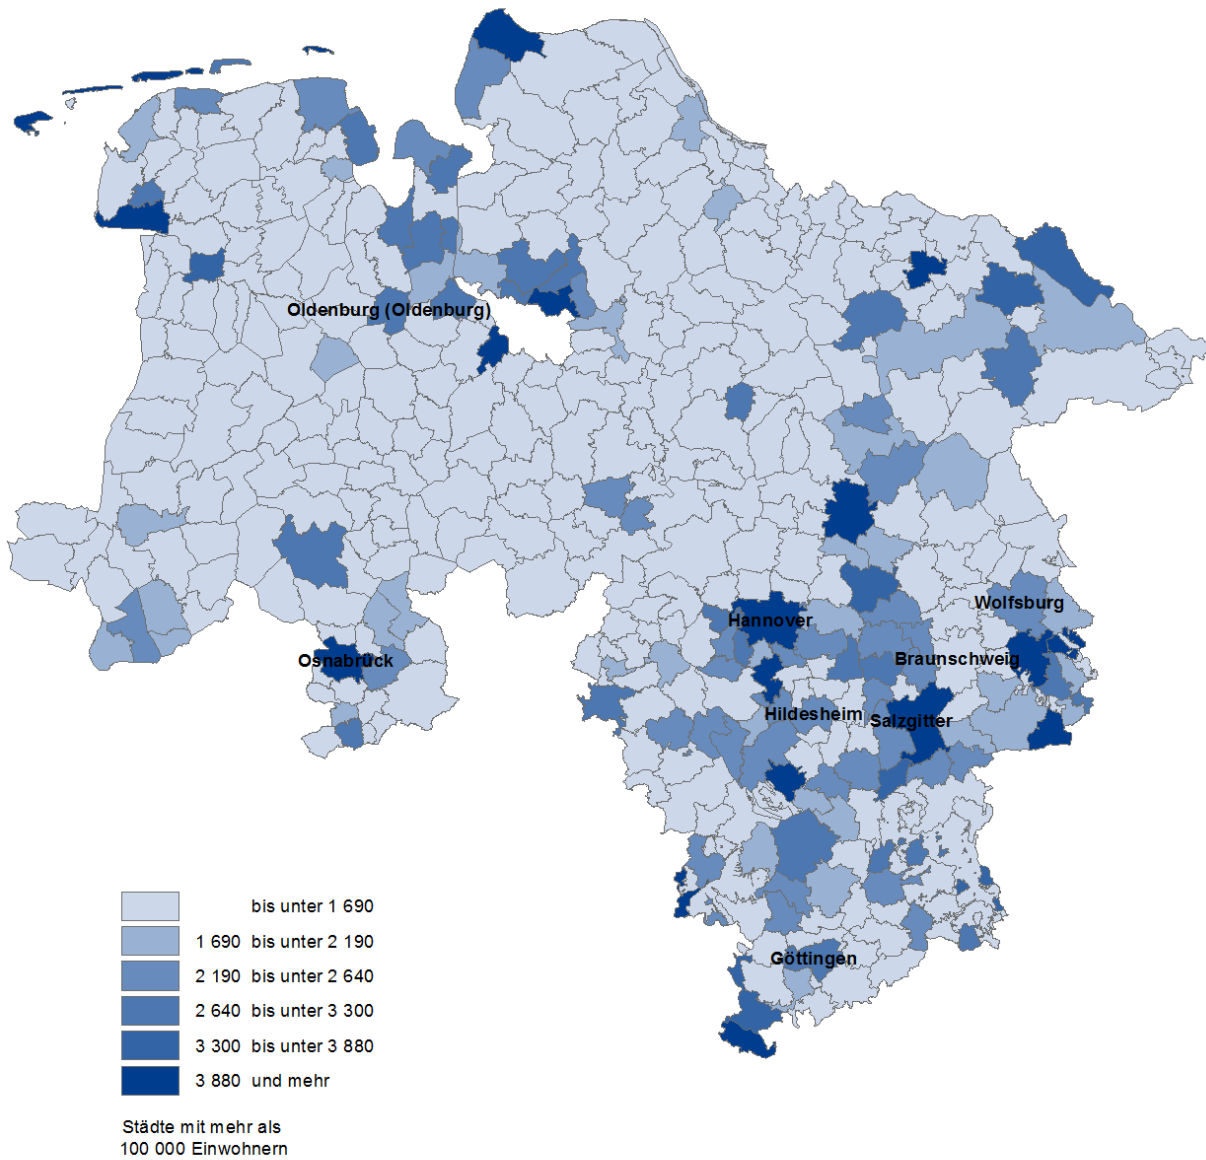 Oldenburg (Oldenburg)
Wolfsburg
Hannover
Braunschweig
Osnabrück
Hildesheim
Salzgitter
Göttingen
bis unter 1 690
1 690 bis unter 2 190
2 190 bis unter 2 640
2 640 bis unter 3 300
3 300 bis unter 3 880
3 880 und mehr
Städte mit mehr als
100 000 Einwohnern